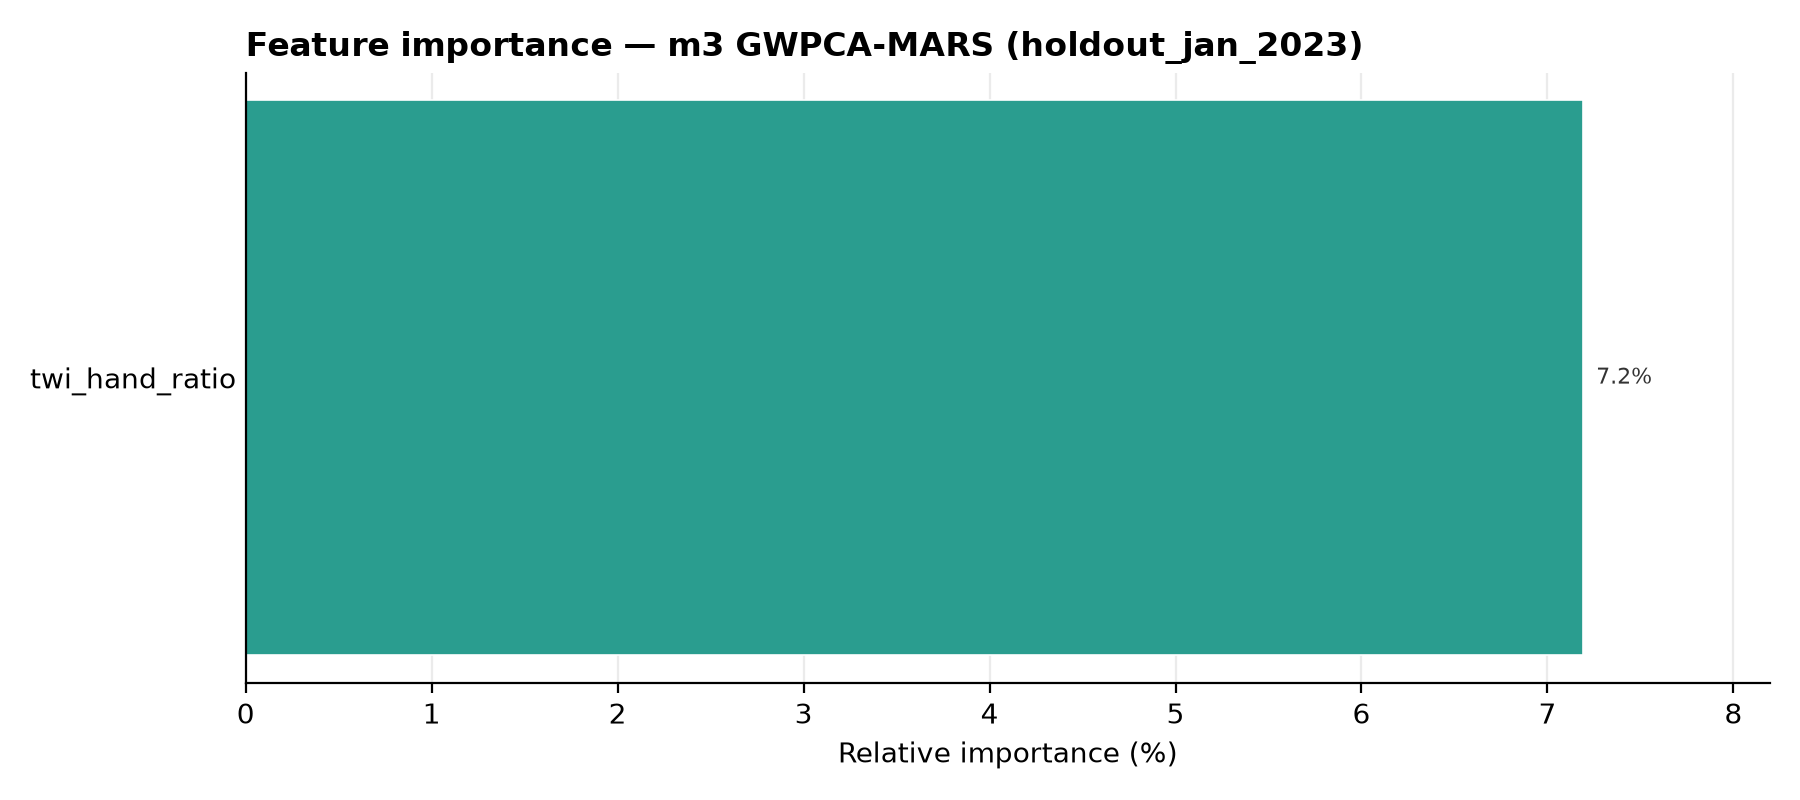 Feature importance — m3 GWPCA-MARS (holdout_jan_2023)
twi_hand_ratio
7.2%
0 1 2 3 4 5 6 7 8
Relative importance (%)